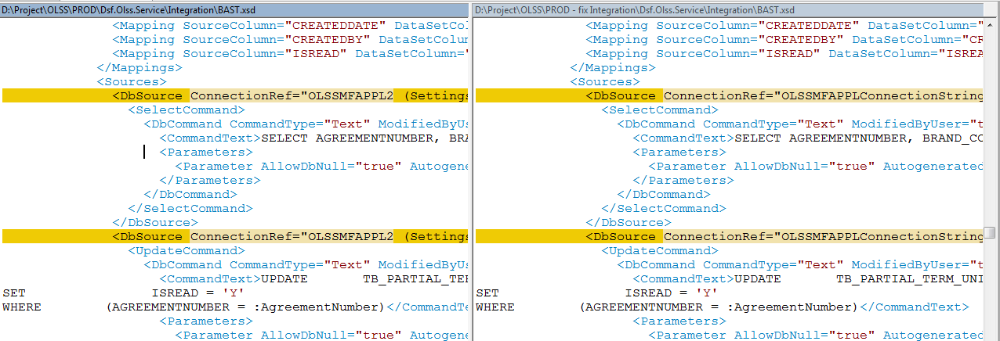 D:\Project\OLSS\PROD\Dsf.Olss.Service\Integration\BAST.xsd
<Mapping SourceColumn="CREATEDDATE" DataSetCol
<Mapping SourceColumn="CREATEDBY" DataSetColumn
<Mapping SourceColumn="ISREAD" DataSetColumn="
</Mappings>
<Sources>
<DbSource ConnectionRef="OLSSMFAPPL2 (Settings
<SelectCommand>
<DbCommand CommandType="Text" ModifiedByUse
<CommandText>SELECT AGREEMENTNUMBER, BRA
<Parameters>
<Parameter AllowDbNull="true" Autogene
</Parameters>
</DbCommand>
</SelectCommand>
</DbSource>
<DbSource ConnectionRef="OLSSMFAPPL2 (Settings
<UpdateCommand>
<DbCommand CommandType="Text" ModifiedByUse
<CommandText>UPDATE TB_PARTIAL_TER
SET ISREAD = 'Y'
WHERE (AGREEMENTNUMBER = :AgreementNumber)</CommandTe
<Parameters>
<Parameter AllowDbNull="true" Autogene
D:\Project\OLSS\PROD - fix Integration\Dsf.Olss.Service\Integration\BAST.xsd
<Mapping SourceColumn="CREATEDDATE" DataSetColumn="
<Mapping SourceColumn="CREATEDBY" DataSetColumn="CR
<Mapping SourceColumn="ISREAD" DataSetColumn="ISREA
</Mappings>
<Sources>
<DbSource ConnectionRef="OLSSMFAPPLConnectionString
<SelectCommand>
<DbCommand CommandType="Text" ModifiedByUser="t
<CommandText>SELECT AGREEMENTNUMBER, BRAND_CO
<Parameters>
<Parameter AllowDbNull="true" Autogenerated
</Parameters>
</DbCommand>
</SelectCommand>
</DbSource>
<DbSource ConnectionRef="OLSSMFAPPLConnectionString
<UpdateCommand>
<DbCommand CommandType="Text" ModifiedByUser="t
<CommandText>UPDATE TB_PARTIAL_TERM_UNI
SET ISREAD = 'Y'
WHERE (AGREEMENTNUMBER = :AgreementNumber)</CommandText>
<Parameters>
<Parameter AllowDbNull="true" Autogenerated